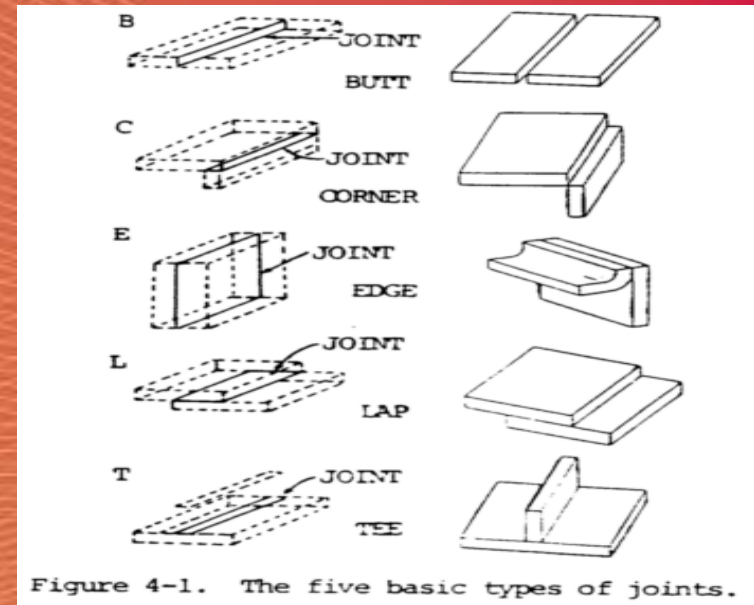 B
JOINT
BUTT
C
JOINT
CORNER
E
JOINT
EDGE
L
JOINT
LAP
T
JOINT
TEE
Figure 4-1. The five basic types of joints.